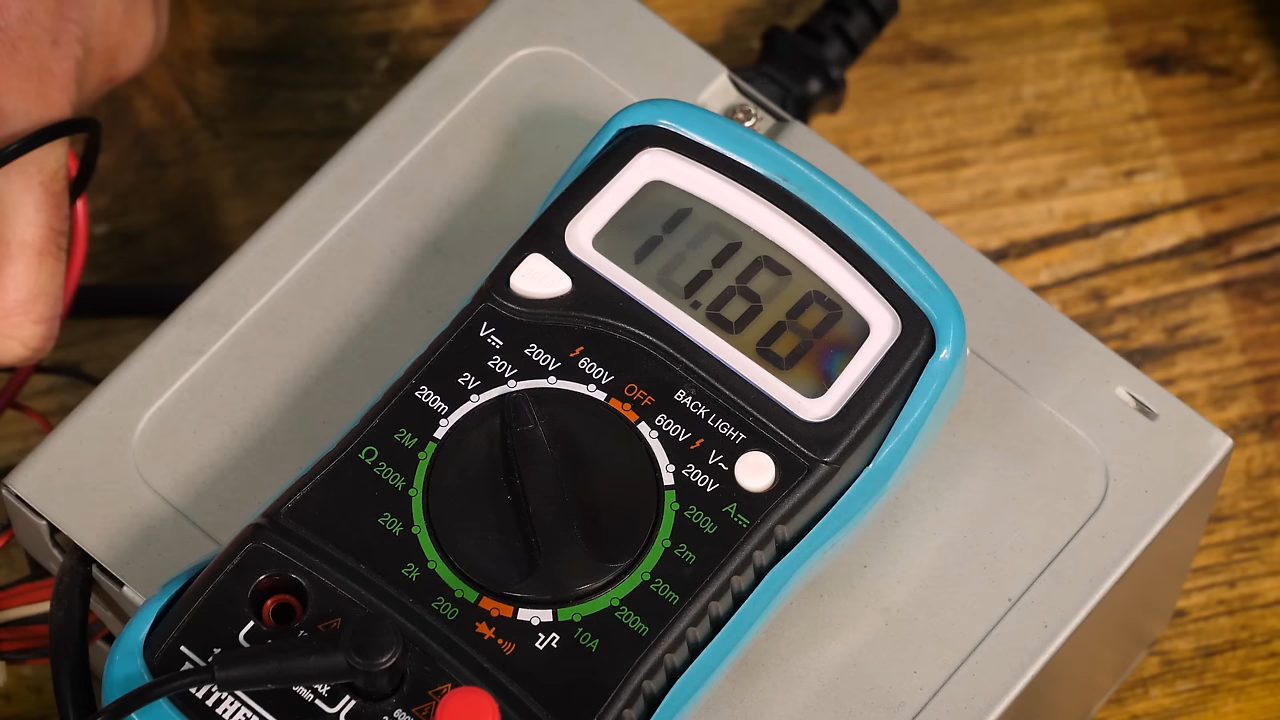 11.68
V⎓
20V
200V
600V
OFF
BACK LIGHT
2V
200m
600V
V~
200V
2M
Ω
200k
A⎓
200µ
20k
2m
2k
20m
200
200m
10A
MAX.